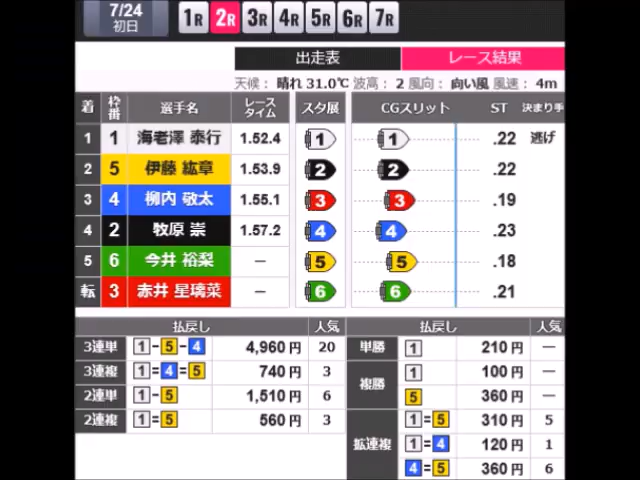 7/24
初日
1R 2R 3R 4R 5R 6R 7R
出走表 レース結果
天候： 晴れ 31.0℃ 波高： 2 風向： 向い風 風速： 4m
着 枠番 選手名 レースタイム スタ展 CGスリット ST 決まり手
1 1 海老澤 泰行 1.52.4 1 1 .22 逃げ
2 5 伊藤 紘章 1.53.9 2 2 .22
3 4 柳内 敬太 1.55.1 3 3 .19
4 2 牧原 崇 1.57.2 4 4 .23
5 6 今井 裕梨 — 5 5 .18
転 3 赤井 星璃菜 — 6 6 .21
払戻し 人気 払戻し 人気
3連単 1-5-4 4,960円 20 単勝 1 210円 —
3連複 1=4=5 740円 3 複勝 1 100円 —
2連単 1-5 1,510円 6 5 360円 —
2連複 1=5 560円 3 拡連複 1=5 310円 5
1=4 120円 1
4=5 360円 6